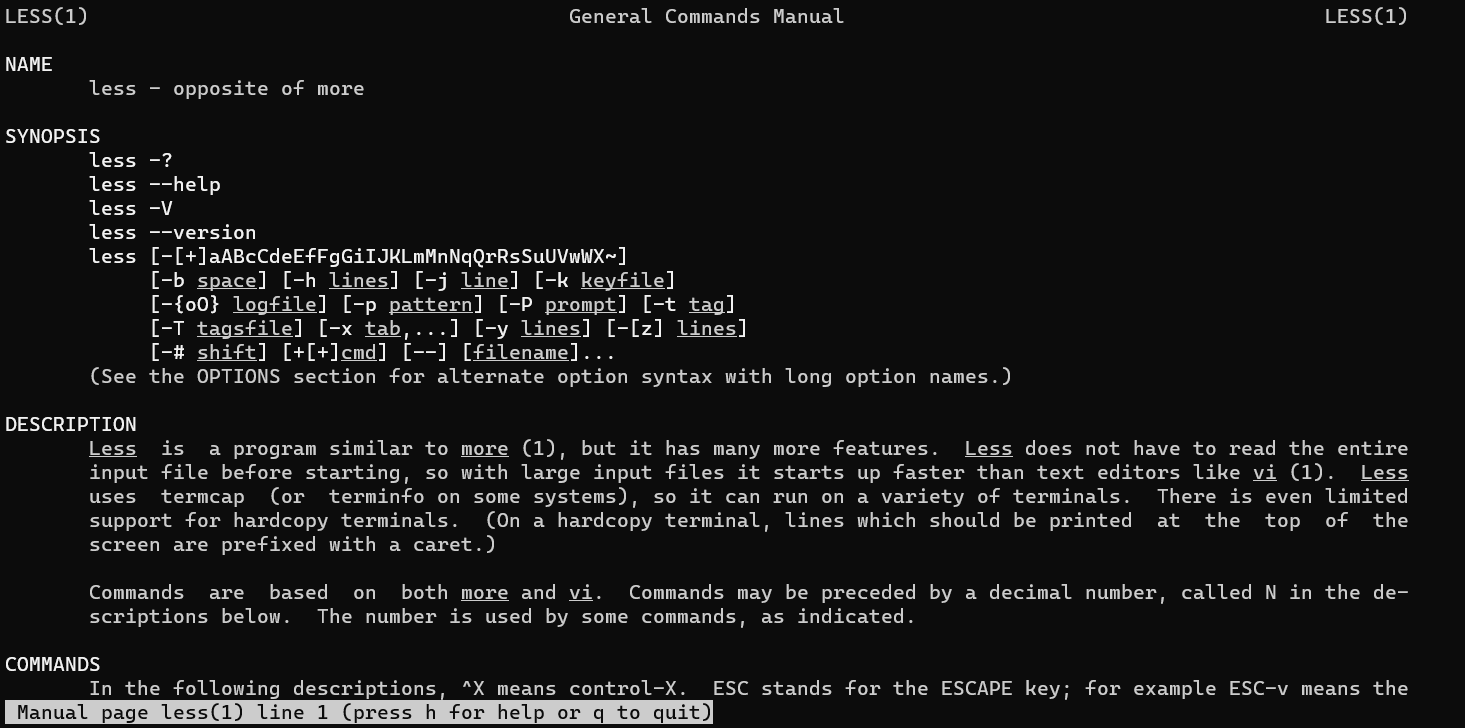 LESS(1)                                        General Commands Manual                                        LESS(1)
NAME
       less - opposite of more
SYNOPSIS
       less -?
       less --help
       less -V
       less --version
       less [-[+]aABcCdeEfFgGiIJKLmMnNqQrRsSuUVwWX~]
            [-b space] [-h lines] [-j line] [-k keyfile]
            [-{oO} logfile] [-p pattern] [-P prompt] [-t tag]
            [-T tagsfile] [-x tab,...] [-y lines] [-[z] lines]
            [-# shift] [+[+]cmd] [--] [filename]...
       (See the OPTIONS section for alternate option syntax with long option names.)
DESCRIPTION
       Less  is  a program similar to more (1), but it has many more features.  Less does not have to read the entire
       input file before starting, so with large input files it starts up faster than text editors like vi (1).  Less
       uses  termcap  (or  terminfo on some systems), so it can run on a variety of terminals.  There is even limited
       support for hardcopy terminals.  (On a hardcopy terminal, lines which should be printed  at  the  top  of  the
       screen are prefixed with a caret.)
       Commands  are  based  on  both more and vi.  Commands may be preceded by a decimal number, called N in the de-
       scriptions below.  The number is used by some commands, as indicated.
COMMANDS
       In the following descriptions, ^X means control-X.  ESC stands for the ESCAPE key; for example ESC-v means the
 Manual page less(1) line 1 (press h for help or q to quit)